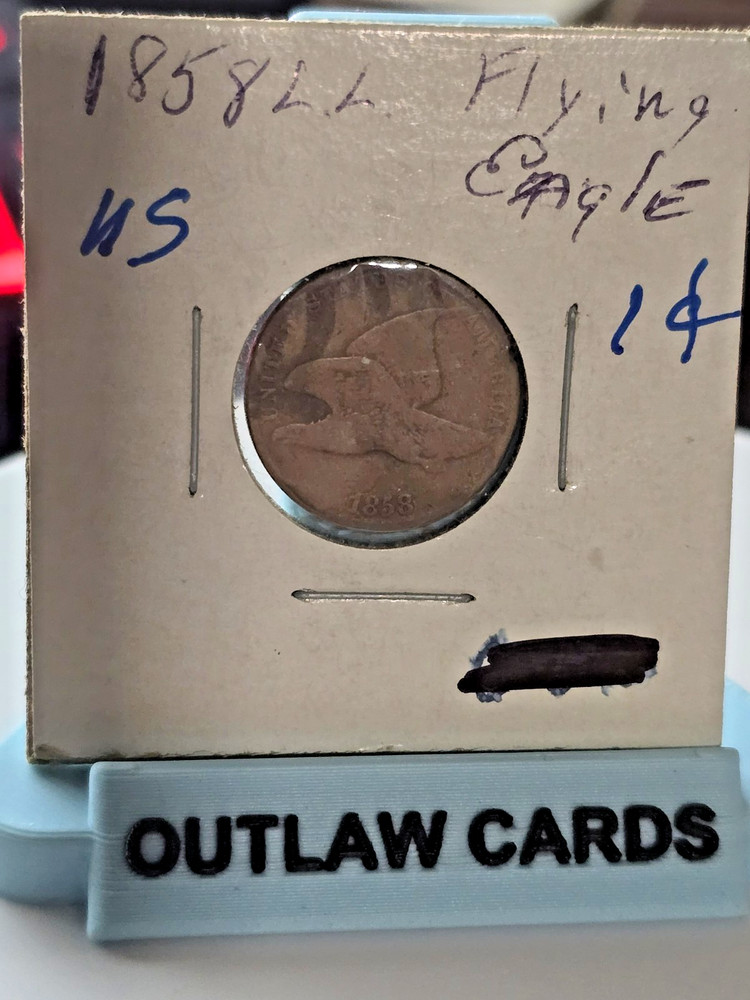 1858 L.L. Flying
Eagle
US
1¢
UNITED STATES OF AMERICA
1858
OUTLAW CARDS